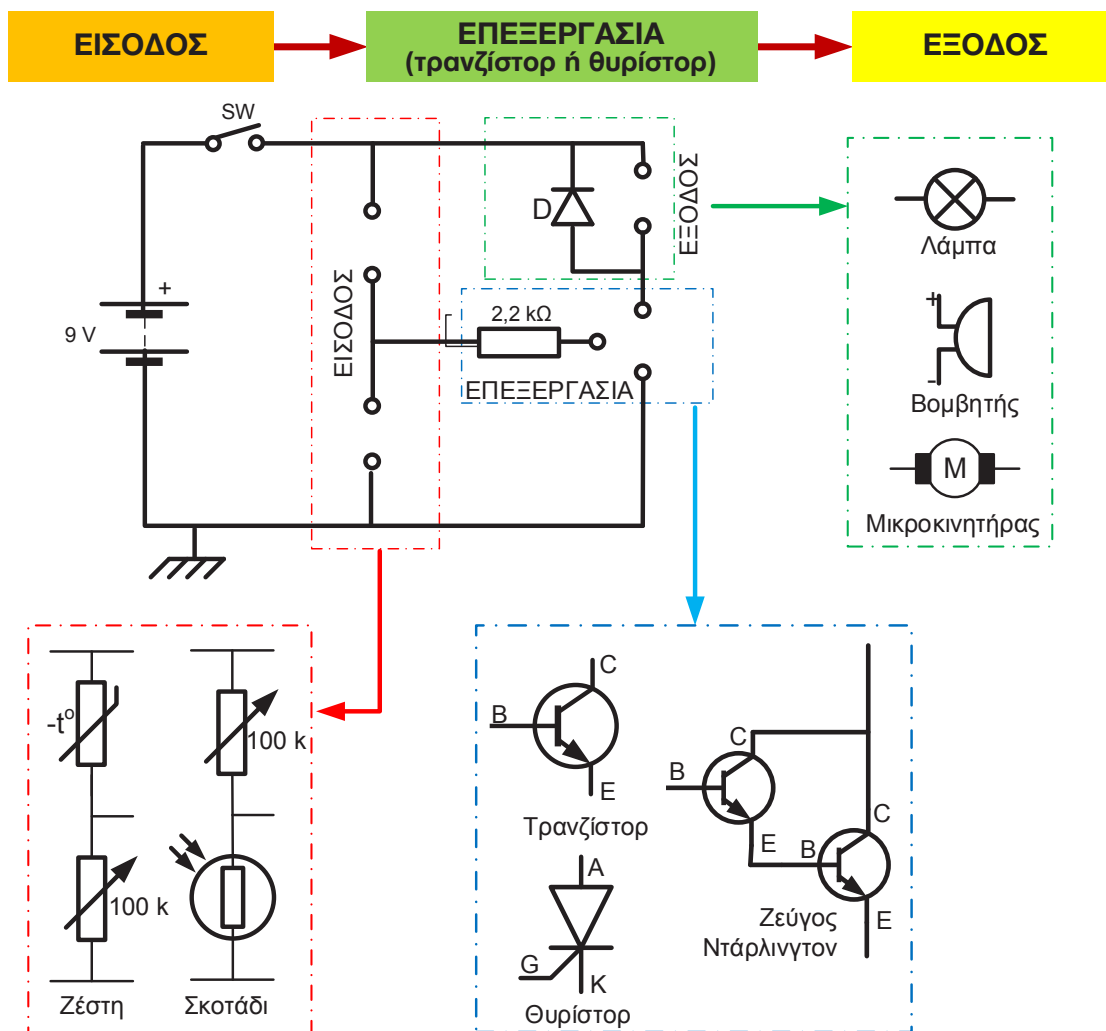 ΕΙΣΟΔΟΣ
ΕΠΕΞΕΡΓΑΣΙΑ
(τρανζίστορ ή θυρίστορ)
ΕΞΟΔΟΣ
SW
D
ΕΞΟΔΟΣ
ΕΙΣΟΔΟΣ
+
9 V
2,2 kΩ
ΕΠΕΞΕΡΓΑΣΙΑ
Λάμπα
+
-
Βομβητής
M
Μικροκινητήρας
-t°
100 k
100 k
Ζέστη
Σκοτάδι
C
B
E
Τρανζίστορ
A
G
K
Θυρίστορ
C
B
E
C
B
E
Ζεύγος
Ντάρλινγτον